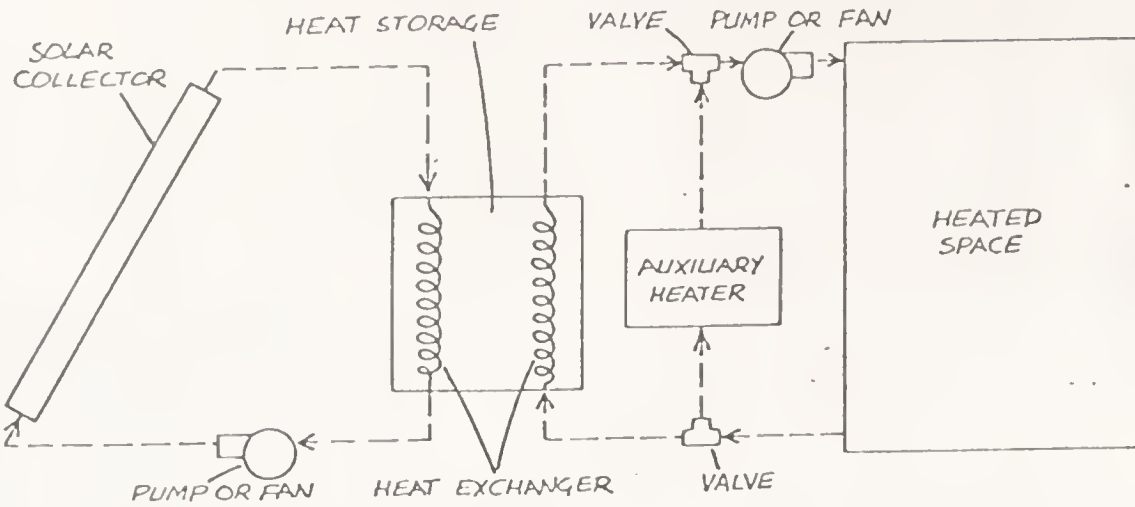 HEAT STORAGE
VALVE
PUMP OR FAN
SOLAR
COLLECTOR
HEATED
SPACE
AUXILIARY
HEATER
PUMP OR FAN
HEAT EXCHANGER
VALVE